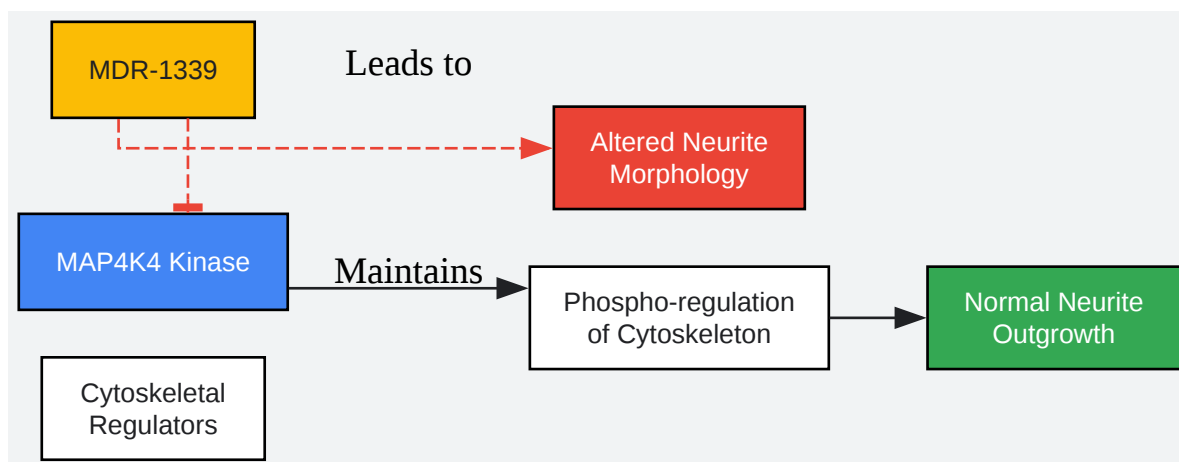 MDR-1339
Leads to
Altered Neurite
Morphology
MAP4K4 Kinase
Maintains
Phospho-regulation
of Cytoskeleton
Normal Neurite
Outgrowth
Cytoskeletal
Regulators